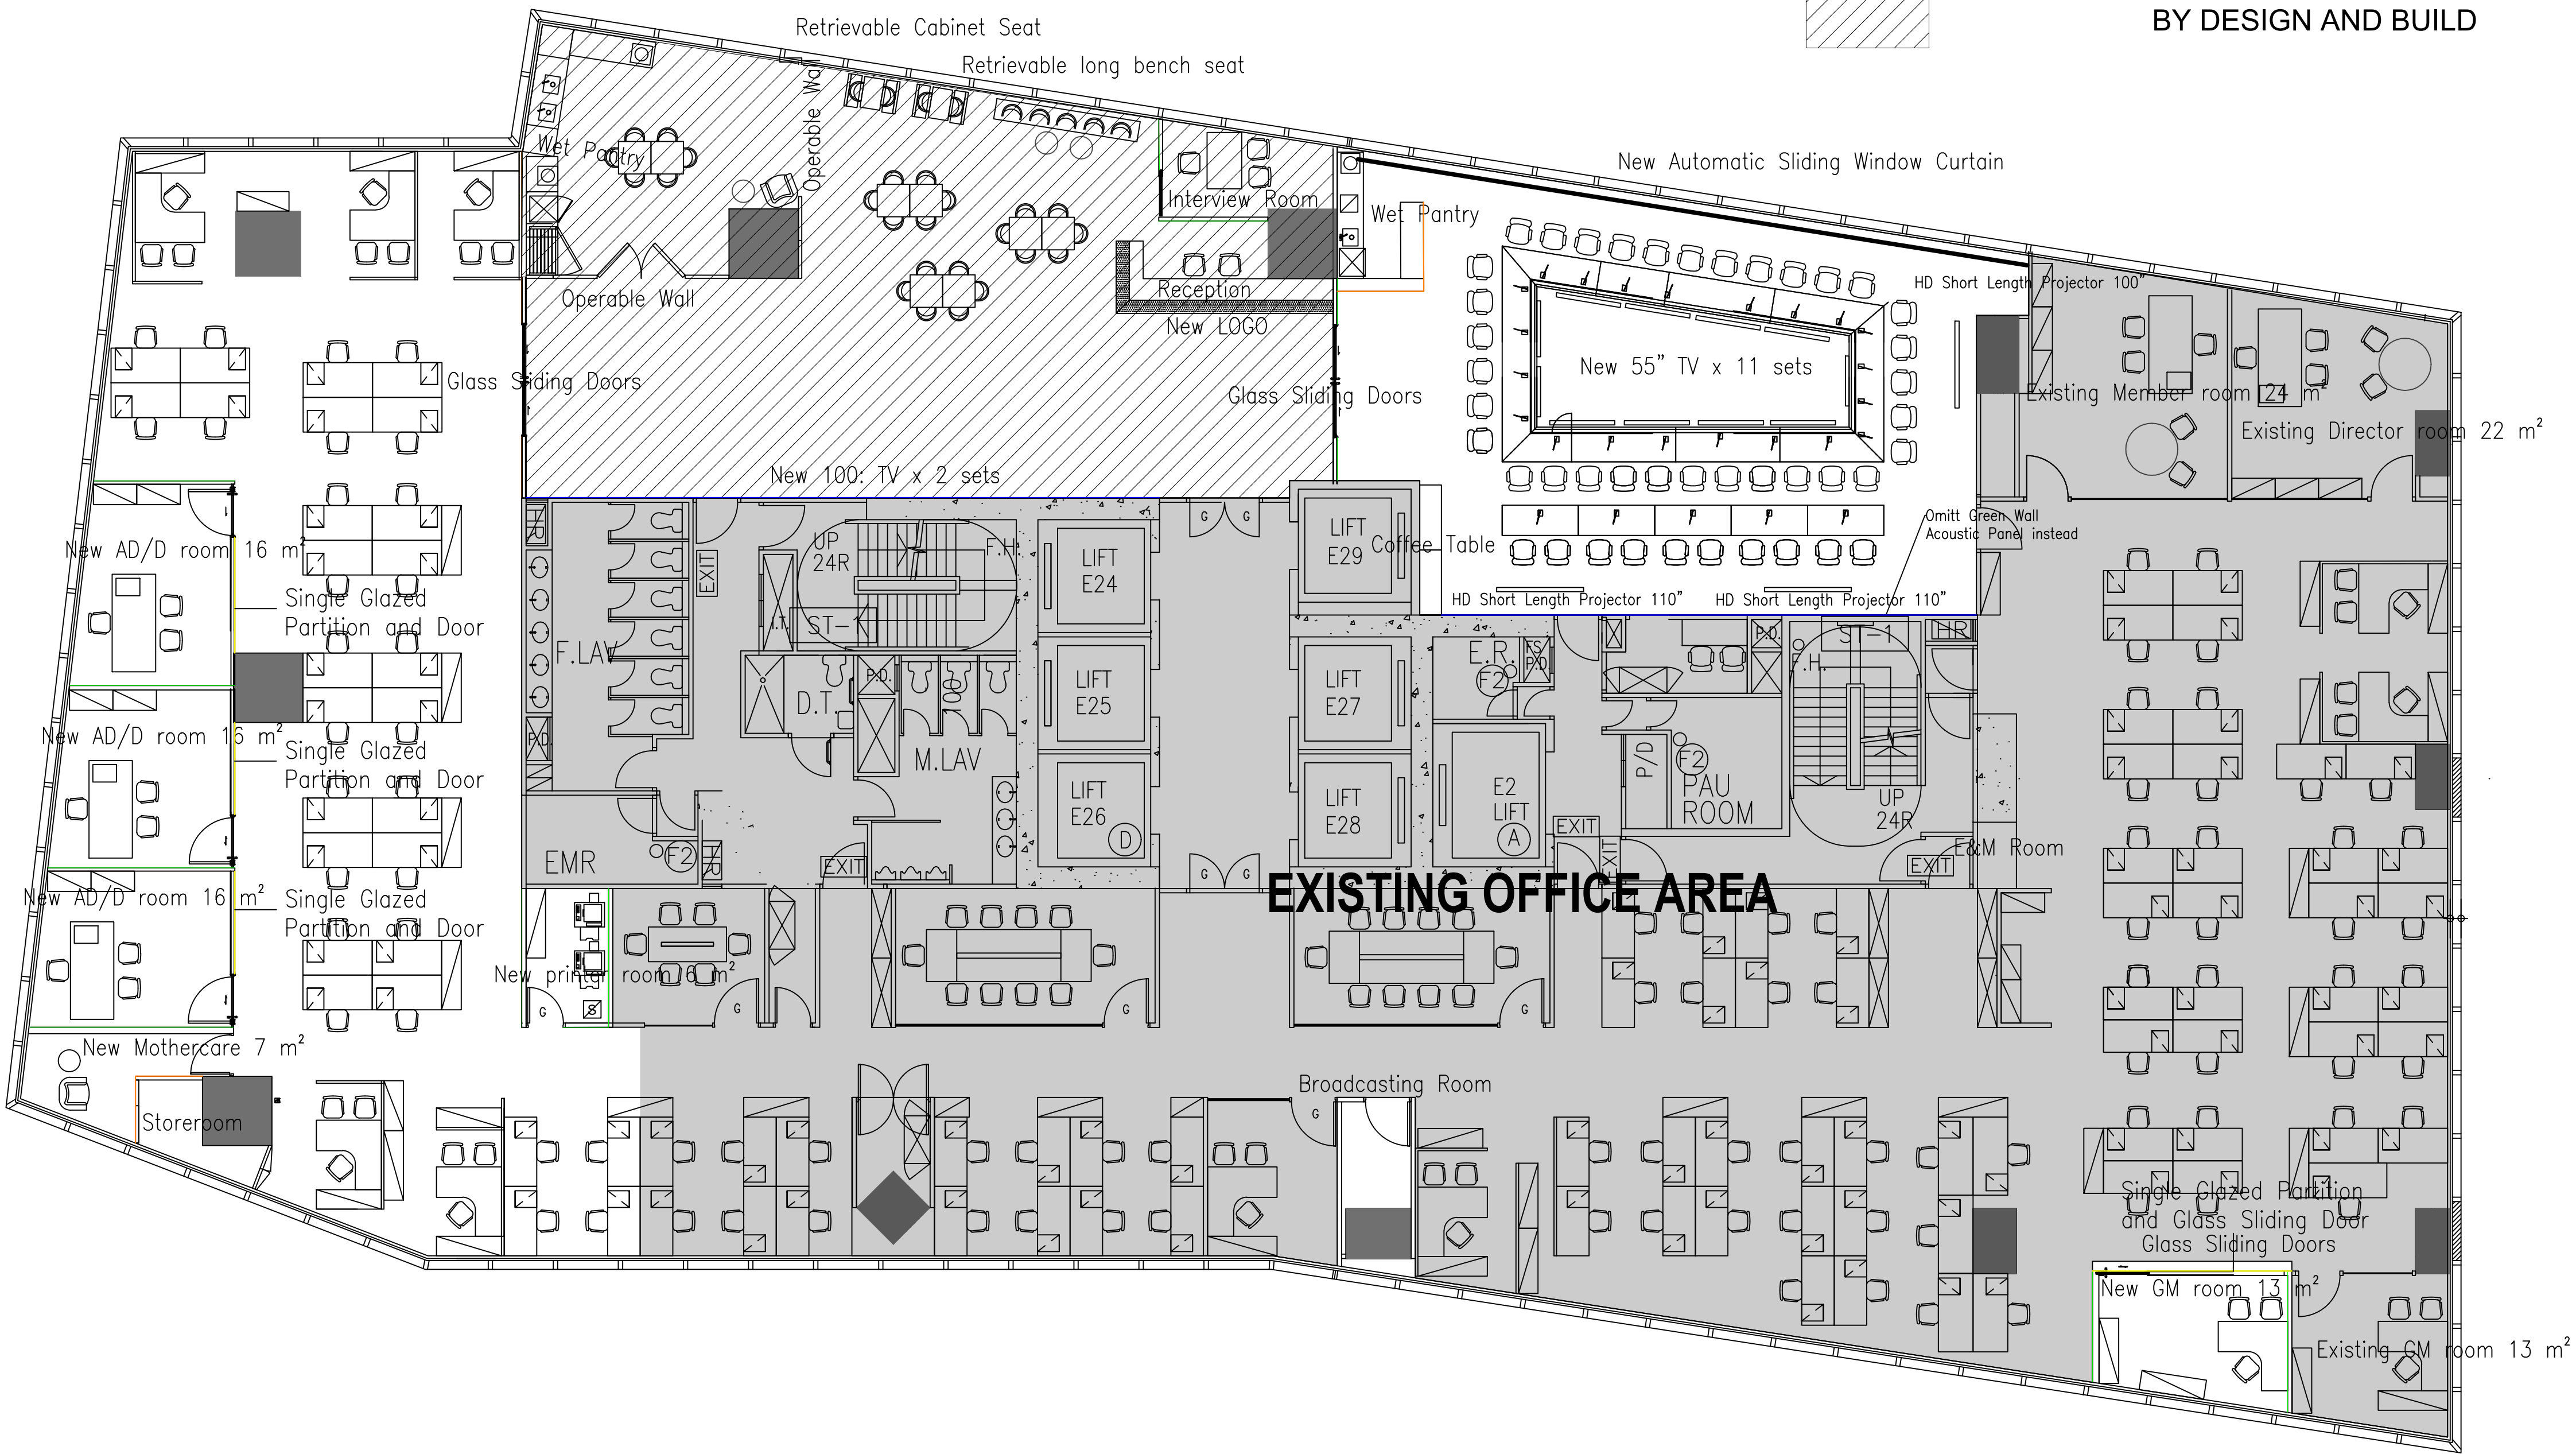 BY DESIGN AND BUILD
Retrievable Cabinet Seat
Retrievable long bench seat
Operable Wall
Wet Pantry
New Automatic Sliding Window Curtain
Interview Room
Wet Pantry
Operable Wall
Reception
New LOGO
HD Short Length Projector 100"
Glass Sliding Doors
Glass Sliding Doors
New 55" TV x 11 sets
Existing Member room 24 m²
Existing Director room 22 m²
New 100: TV x 2 sets
G
G
LIFT
E29
Coffee Table
Omitt Green Wall
Acoustic Panel instead
HR
EXIT
UP
24R
F.H.
LIFT
E24
New AD/D room 16 m²
Single Glazed
Partition and Door
I.T.
ST-1
HD Short Length Projector 110"
HD Short Length Projector 110"
F.LAV
P.D.
D.T.
100
LIFT
E25
LIFT
E27
E.R.
F2
FS
P.D.
P.D.
ST-1
F.H.
HR
New AD/D room 16 m²
Single Glazed
Partition and Door
P.D.
M.LAV
P/D
F2
PAU
ROOM
LIFT
E26
D
LIFT
E28
E2
LIFT
A
UP
24R
EXIT
E&M Room
EMR
F2
HR
EXIT
G
G
EXIT
EXIT
EXISTING OFFICE AREA
New AD/D room 16 m²
Single Glazed
Partition and Door
New printer room 6 m²
G
S
G
G
G
New Mothercare 7 m²
Storeroom
Broadcasting Room
G
Single Glazed Partition
and Glass Sliding Door
Glass Sliding Doors
New GM room 13 m²
Existing GM room 13 m²